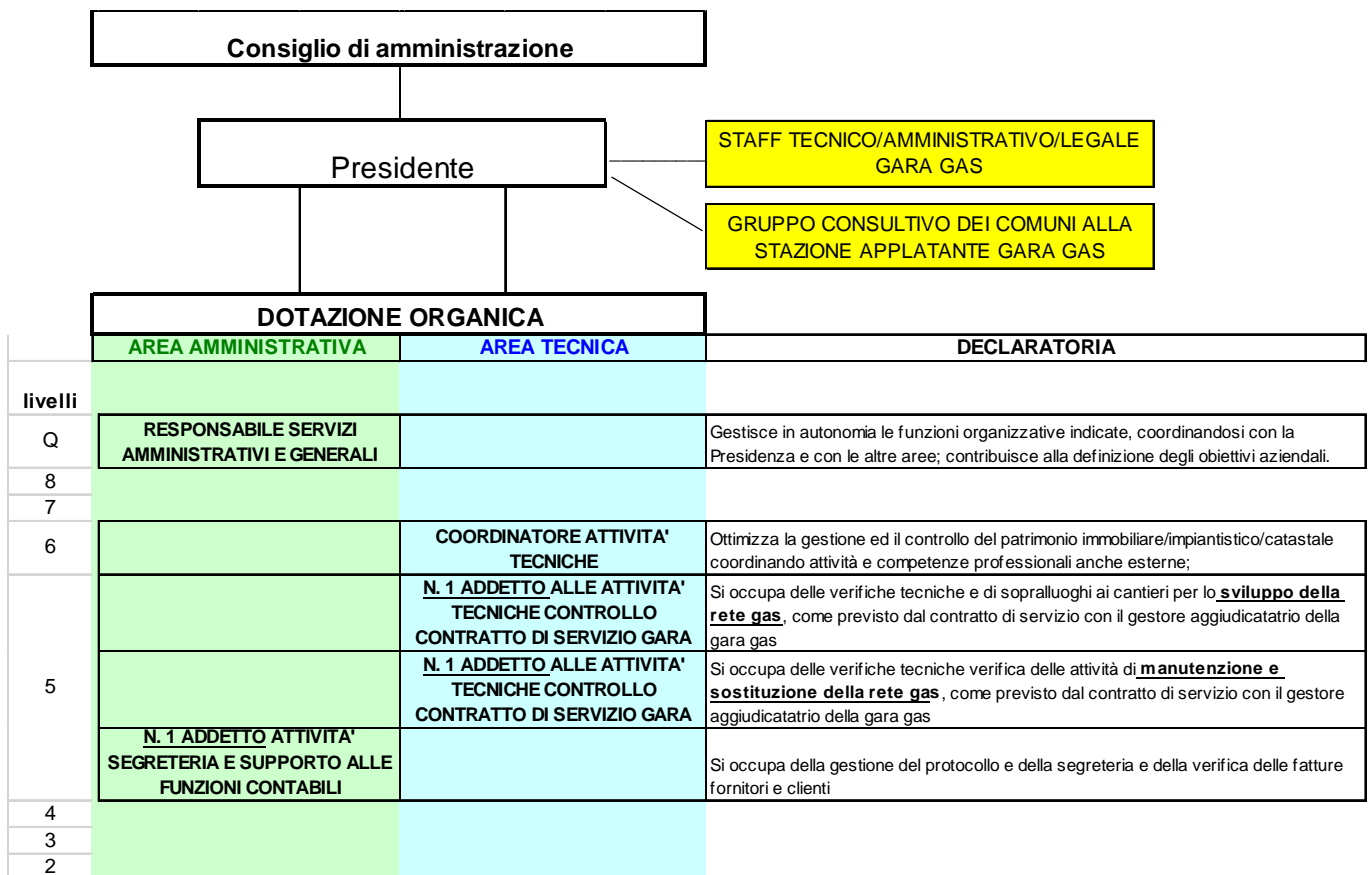 Consiglio di amministrazione
Presidente
STAFF TECNICO/AMMINISTRATIVO/LEGALE
GARA GAS
GRUPPO CONSULTIVO DEI COMUNI ALLA
STAZIONE APPLATANTE GARA GAS
DOTAZIONE ORGANICA
AREA AMMINISTRATIVA
AREA TECNICA
DECLARATORIA
livelli
Q
RESPONSABILE SERVIZI
AMMINISTRATIVI E GENERALI
Gestisce in autonomia le funzioni organizzative indicate, coordinandosi con la
Presidenza e con le altre aree; contribuisce alla definizione degli obiettivi aziendali.
8
7
6
COORDINATORE ATTIVITA'
TECNICHE
Ottimizza la gestione ed il controllo del patrimonio immobiliare/impiantistico/catastale
coordinando attività e competenze professionali anche esterne;
5
N. 1 ADDETTO ALLE ATTIVITA'
TECNICHE CONTROLLO
CONTRATTO DI SERVIZIO GARA
Si occupa delle verifiche tecniche e di sopralluoghi ai cantieri per lo sviluppo della
rete gas, come previsto dal contratto di servizio con il gestore aggiudicatatrio della
gara gas
N. 1 ADDETTO ALLE ATTIVITA'
TECNICHE CONTROLLO
CONTRATTO DI SERVIZIO GARA
Si occupa delle verifiche tecniche verifica delle attività di manutenzione e
sostituzione della rete gas, come previsto dal contratto di servizio con il gestore
aggiudicatatrio della gara gas
N. 1 ADDETTO ATTIVITA'
SEGRETERIA E SUPPORTO ALLE
FUNZIONI CONTABILI
Si occupa della gestione del protocollo e della segreteria e della verifica delle fatture
fornitori e clienti
4
3
2